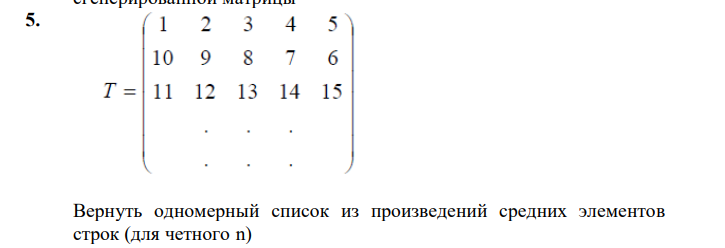 сгенерированной матрицы
5.
1 2 3 4 5
10 9 8 7 6
T = 11 12 13 14 15
. . .
. . .
Вернуть одномерный список из произведений средних элементов
строк (для четного n)